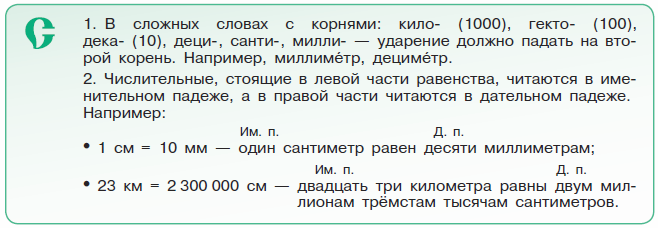 1. В сложных словах с корнями: кило- (1000), гекто- (100),
дека- (10), деци-, санти-, милли- — ударение должно падать на вто-
рой корень. Например, миллиме́тр, дециме́тр.
2. Числительные, стоящие в левой части равенства, читаются в име-
нительном падеже, а в правой части читаются в дательном падеже.
Например:
Им. п. Д. п.
• 1 см = 10 мм — один сантиметр равен десяти миллиметрам;
Им. п. Д. п.
• 23 км = 2 300 000 см — двадцать три километра равны двум мил-
лионам трёмстам тысячам сантиметров.